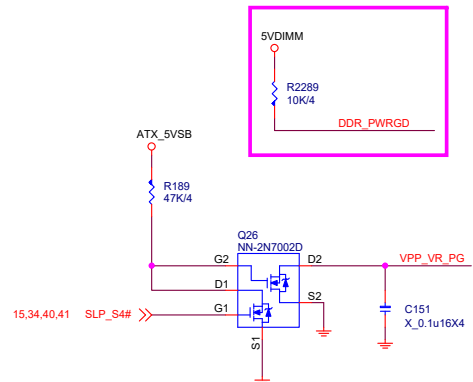 5VDIMM
R2289
10K/4
DDR_PWRGD
ATX_5VSB
R189
47K/4
Q26
NN-2N7002D
G2
D2
VPP_VR_PG
D1
S2
15,34,40,41 SLP_S4#
G1
C151
X_0.1u16X4
S1